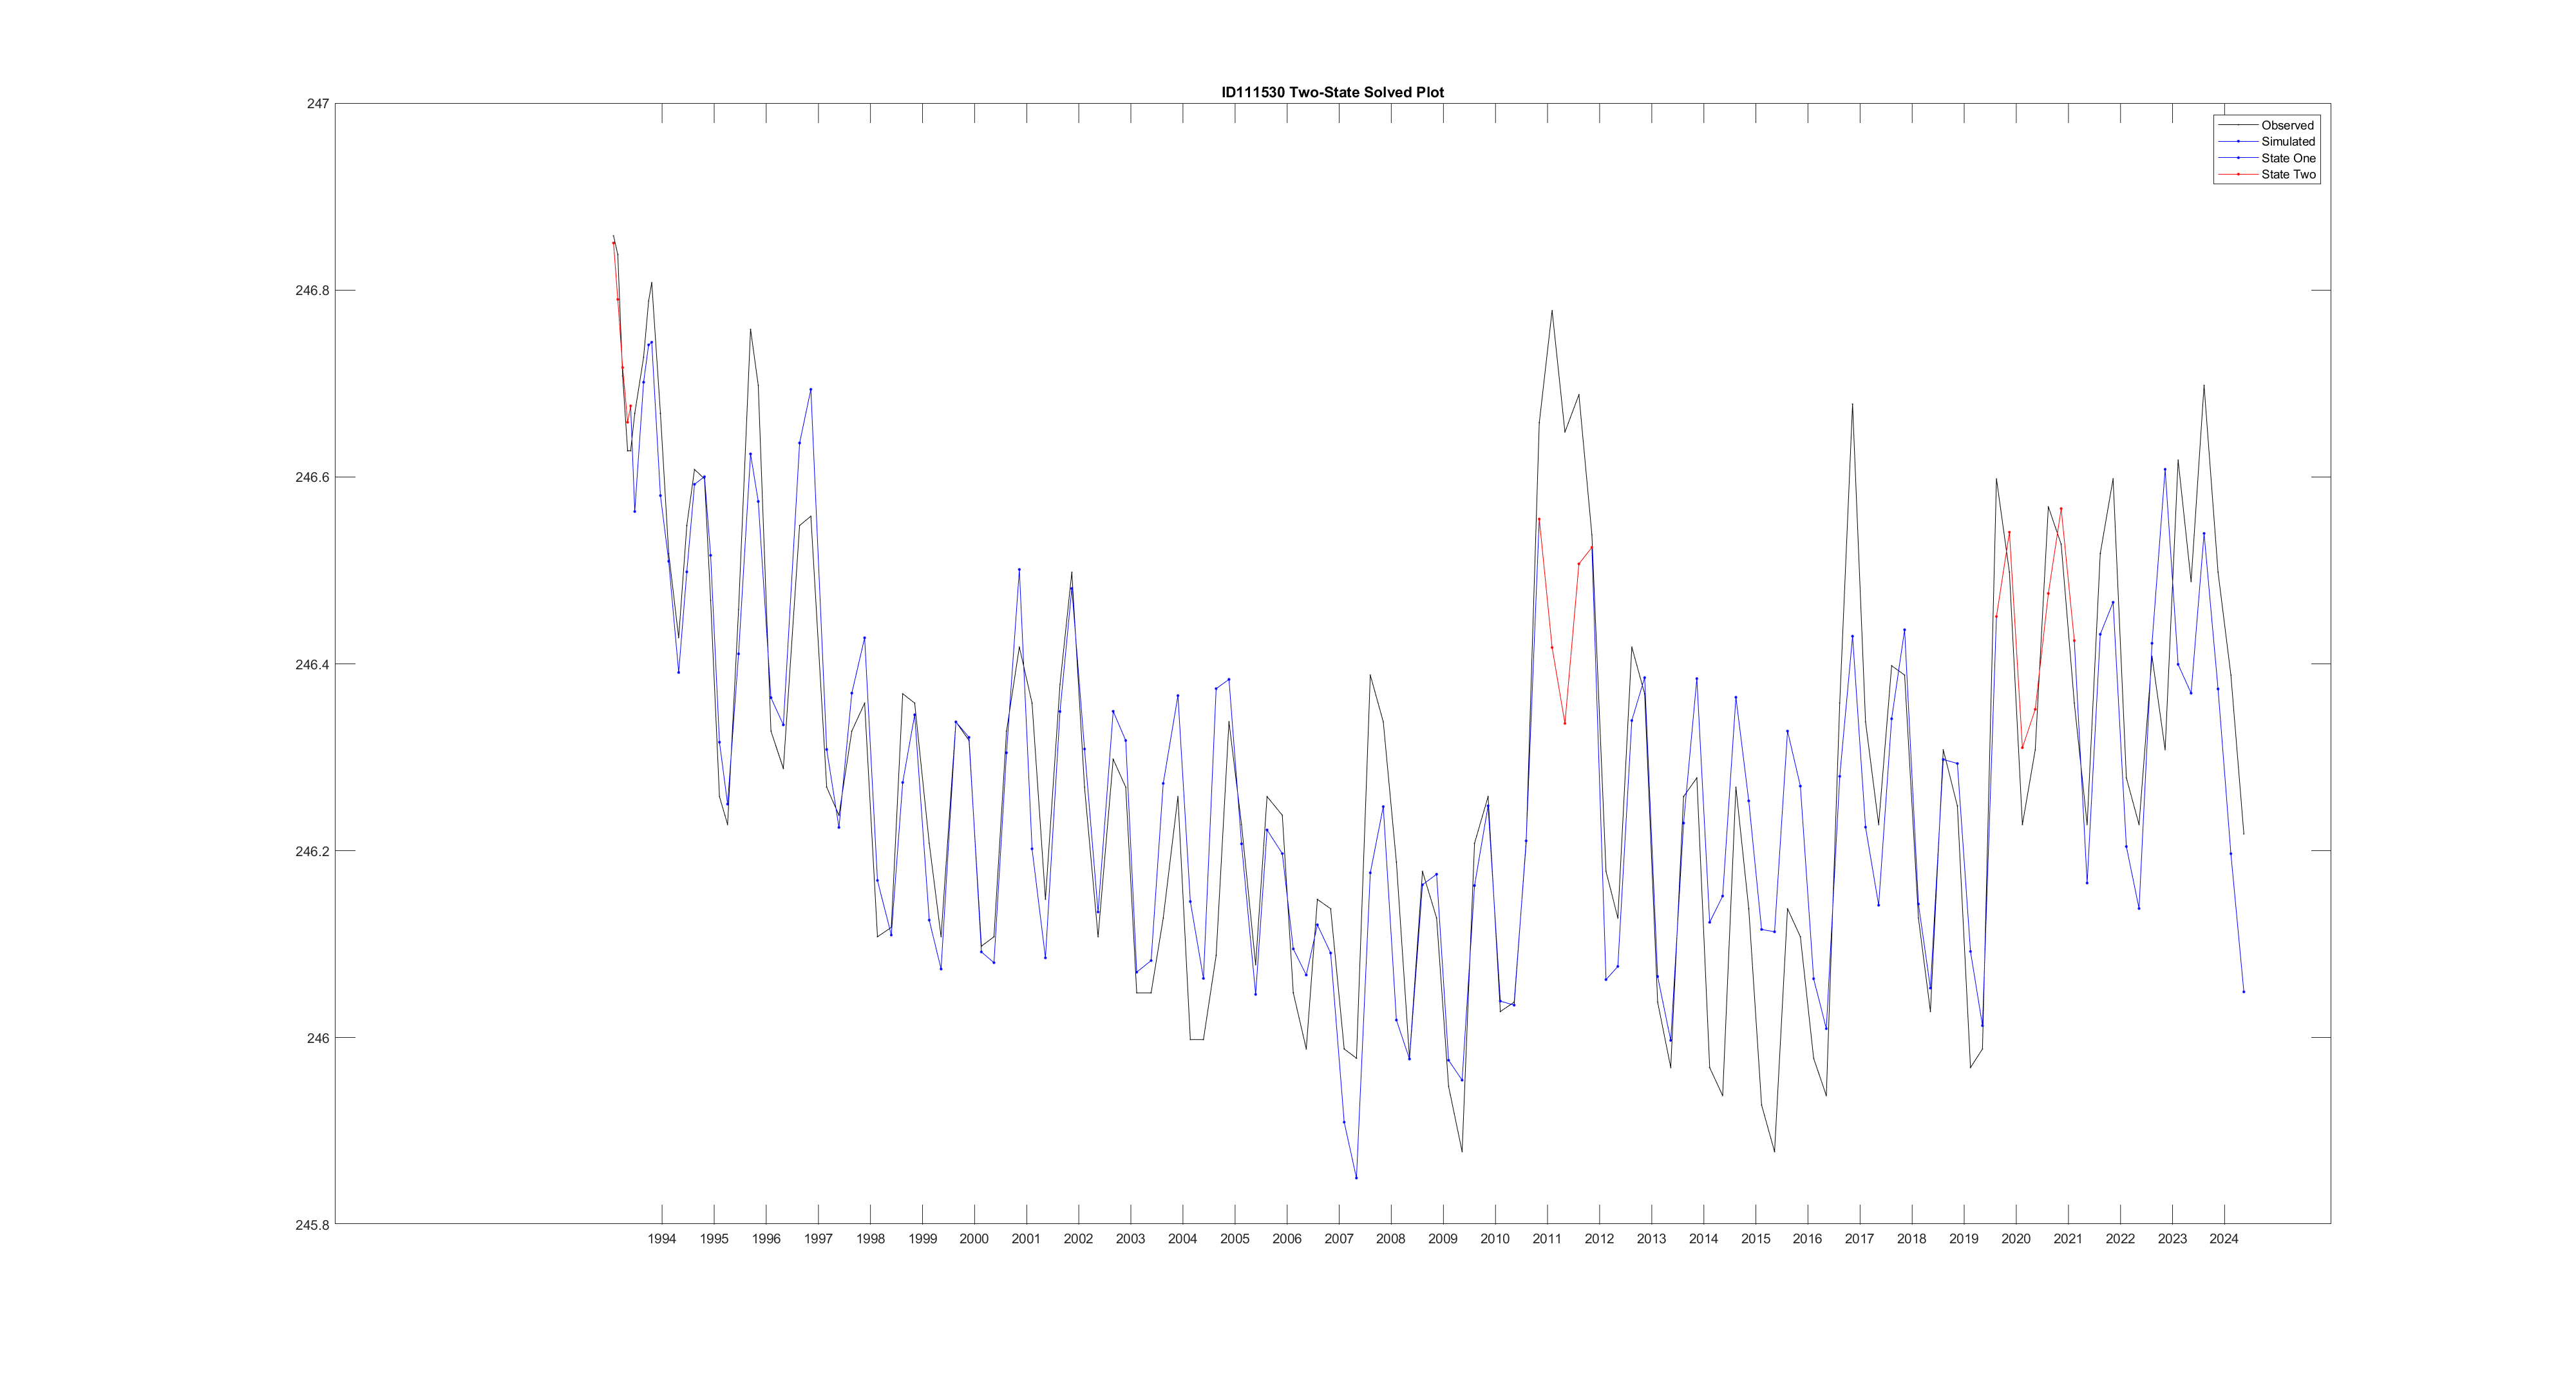 ID111530 Two-State Solved Plot
247
246.8
246.6
246.4
246.2
246
245.8
Observed
Simulated
State One
State Two
1994 1995 1996 1997 1998 1999 2000 2001 2002 2003 2004 2005 2006 2007 2008 2009 2010 2011 2012 2013 2014 2015 2016 2017 2018 2019 2020 2021 2022 2023 2024